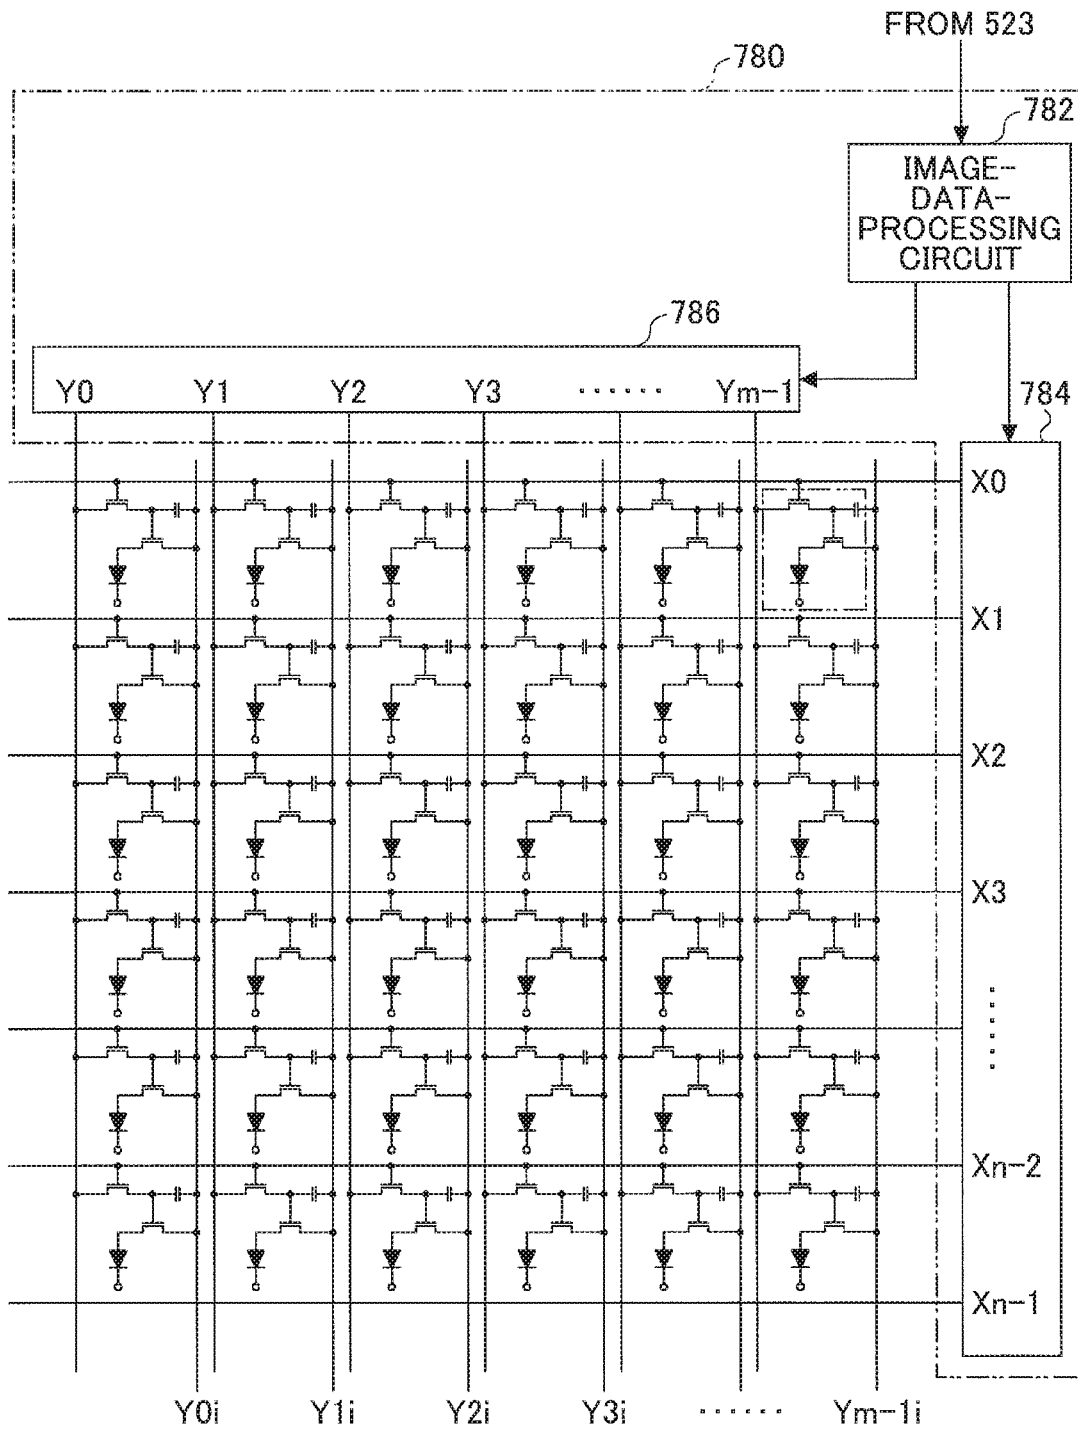 FROM 523
780
782
IMAGE-
DATA-
PROCESSING
CIRCUIT
786
Y0 Y1 Y2 Y3 ...... Ym-1
784
X0
X1
X2
X3
.....
Xn-2
Xn-1
Y0i Y1i Y2i Y3i ...... Ym-1i